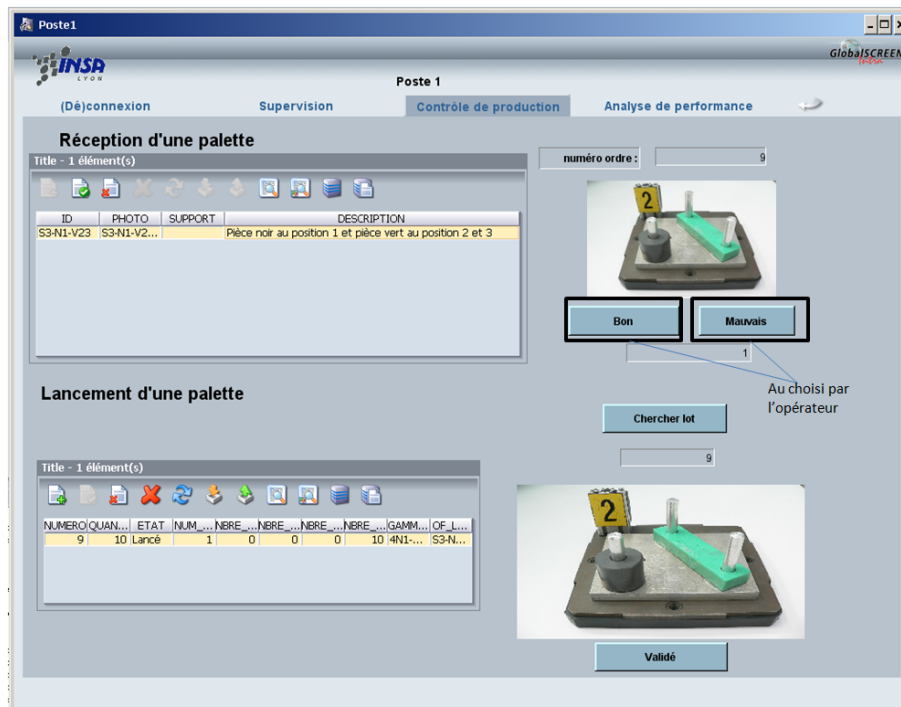 Poste1
INSA
LYON
GlobalSCREEN
Intra
Poste 1
(Dé)connexion
Supervision
Contrôle de production
Analyse de performance
Réception d'une palette
Title - 1 élément(s)
numéro ordre :
9
ID PHOTO SUPPORT DESCRIPTION
S3-N1-V23 S3-N1-V2... Pièce noir au position 1 et pièce vert au position 2 et 3
2
Bon
Mauvais
1
Au choisi par
l'opérateur
Lancement d'une palette
Chercher lot
9
Title - 1 élément(s)
NUMERO QUAN... ETAT NUM_... NBRE_... NBRE_... NBRE_... NBRE_... GAMM... OF_L...
9 10 Lancé 1 0 0 0 10 4N1-... S3-N...
2
Validé